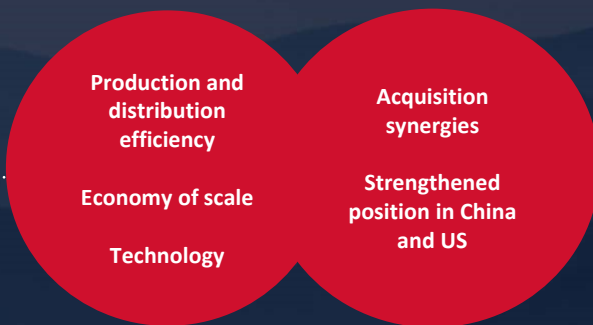 Production and
distribution
efficiency
Economy of scale
Technology
Acquisition
synergies
Strengthened
position in China
and US